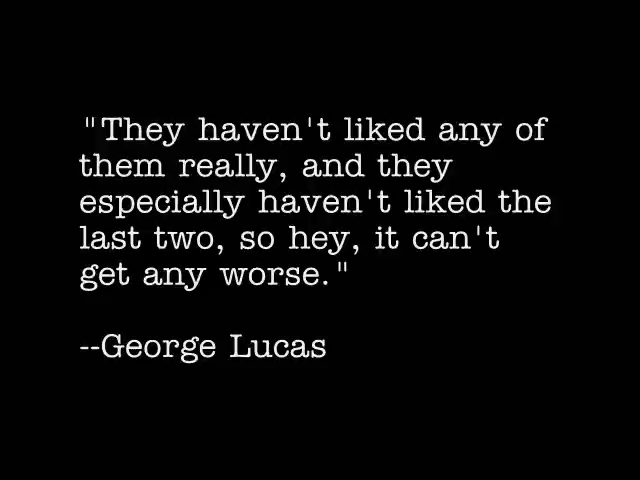 "They haven't liked any of
them really, and they
especially haven't liked the
last two, so hey, it can't
get any worse."
--George Lucas